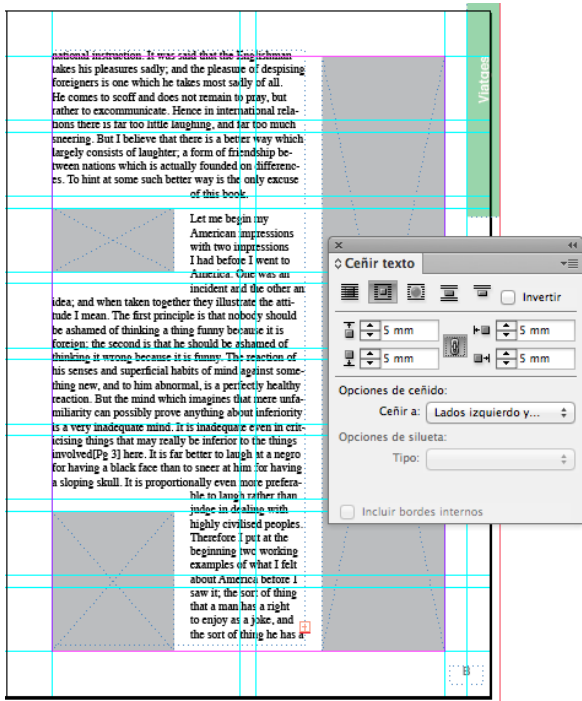 national instruction. It was said that the Englishman
takes his pleasures sadly; and the pleasure of despising
foreigners is one which he takes most sadly of all.
He comes to scoff and does not remain to pray, but
rather to excommunicate. Hence in international rela-
tions there is far too little laughing, and far too much
sneering. But I believe that there is a better way which
largely consists of laughter; a form of friendship be-
tween nations which is actually founded on differenc-
es. To hint at some such better way is the only excuse
of this book.
Let me begin my
American impressions
with two impressions
I had before I went to
America. One was an
incident and the other an
idea; and when taken together they illustrate the atti-
tude I mean. The first principle is that nobody should
be ashamed of thinking a thing funny because it is
foreign; the second is that he should be ashamed of
thinking it wrong because it is funny. The reaction of
his senses and superficial habits of mind against some-
thing new, and to him abnormal, is a perfectly healthy
reaction. But the mind which imagines that mere unfa-
miliarity can possibly prove anything about inferiority
is a very inadequate mind. It is inadequate even in crit-
icising things that may really be inferior to the things
involved[Pg 3] here. It is far better to laugh at a negro
for having a black face than to sneer at him for having
a sloping skull. It is proportionally even more prefera-
ble to laugh rather than
judge in dealing with
highly civilised peoples.
Therefore I put at the
beginning two working
examples of what I felt
about America before I
saw it; the sort of thing
that a man has a right
to enjoy as a joke, and
the sort of thing he has a
Viatges
B
Ceñir texto
Invertir
5 mm
5 mm
5 mm
5 mm
Opciones de ceñido:
Ceñir a: Lados izquierdo y...
Opciones de silueta:
Tipo:
Incluir bordes internos